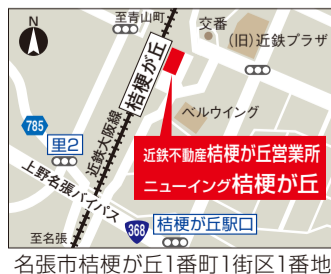 N
至青山町
交番
(旧)近鉄プラザ
桔梗が丘
785
里2
近鉄大阪線
ベルウイング
近鉄不動産桔梗が丘営業所
ニューイング桔梗が丘
上野名張バイパス
368
桔梗が丘駅口
至名張
名張市桔梗が丘1番町1街区1番地